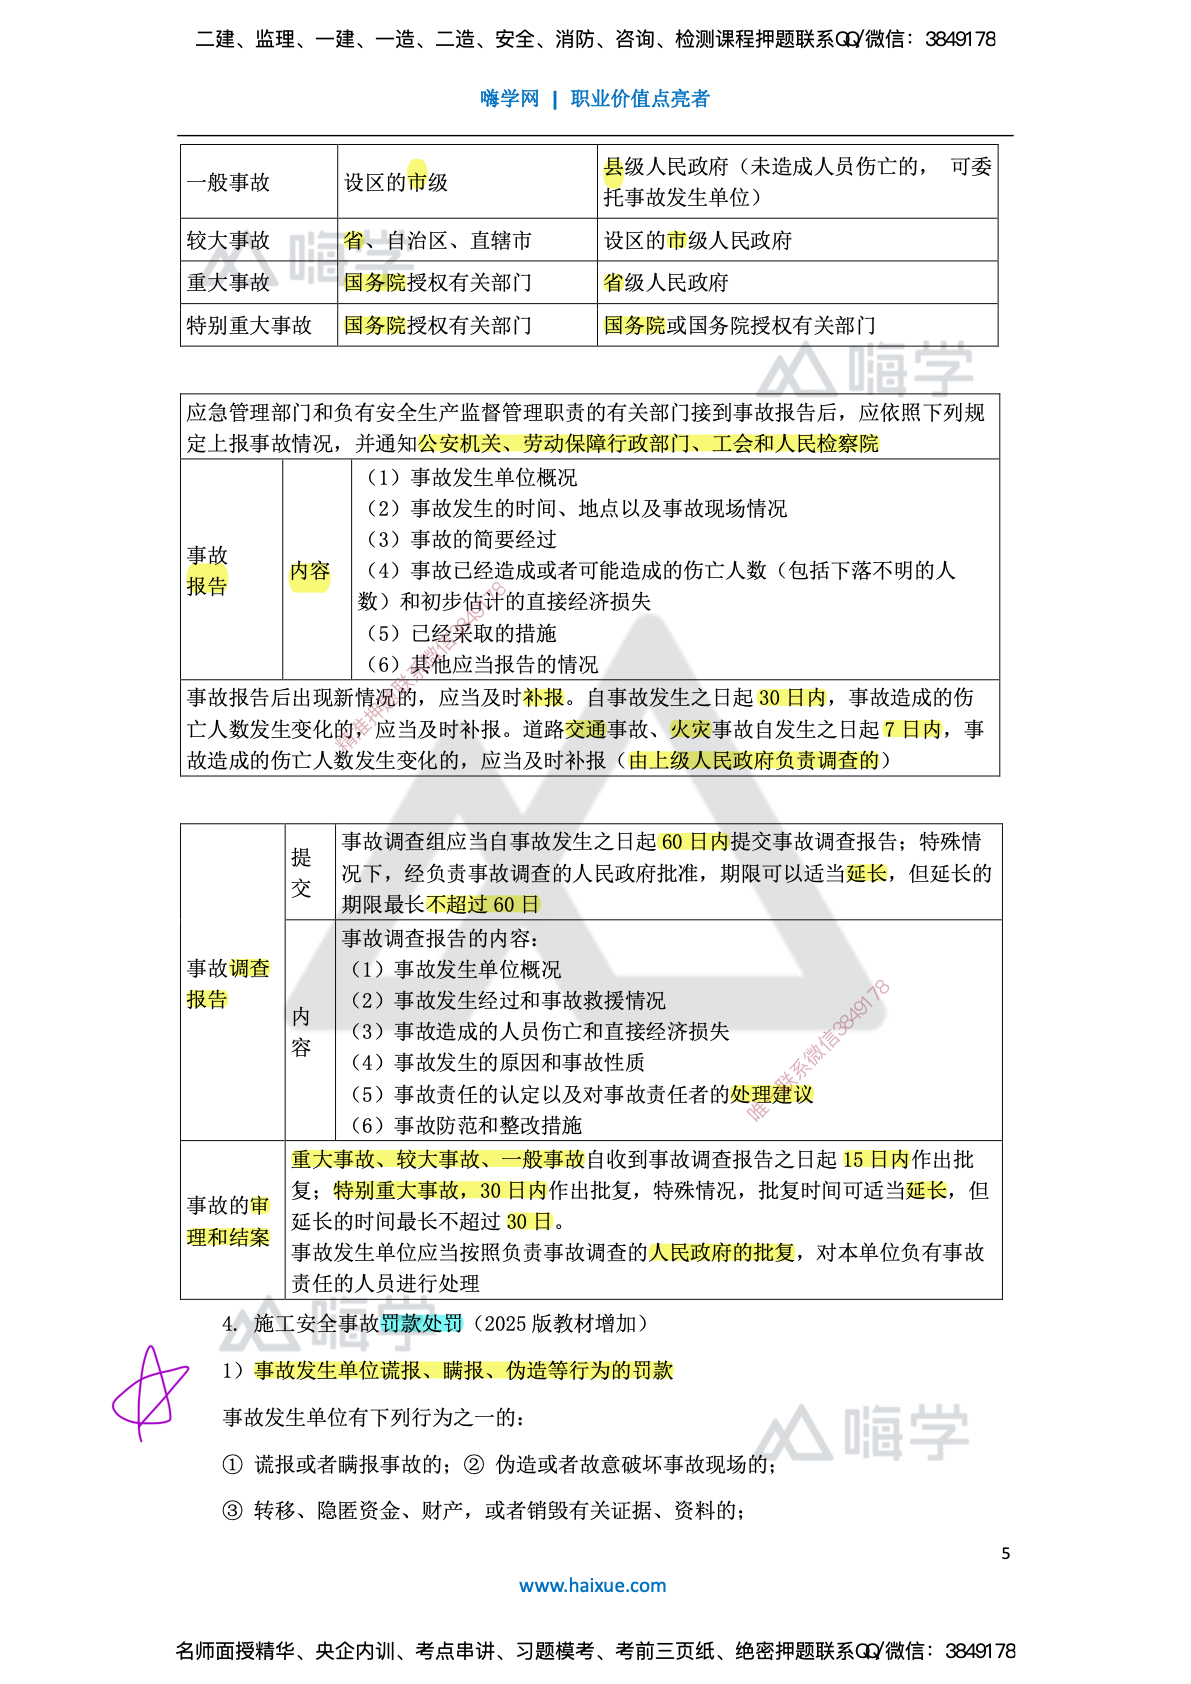 二建、监理、一建、一造、二造、安全、消防、咨询、检测课程押题联系QQ/微信：3849178
嗨学网 | 职业价值点亮者
一般事故 设区的市级 县级人民政府（未造成人员伤亡的， 可委托事故发生单位）
较大事故 省、自治区、直辖市 设区的市级人民政府
重大事故 国务院授权有关部门 省级人民政府
特别重大事故 国务院授权有关部门 国务院或国务院授权有关部门
嗨学
嗨学
应急管理部门和负有安全生产监督管理职责的有关部门接到事故报告后，应依照下列规
定上报事故情况，并通知公安机关、劳动保障行政部门、工会和人民检察院
事故
报告
内容
（1）事故发生单位概况
（2）事故发生的时间、地点以及事故现场情况
（3）事故的简要经过
（4）事故已经造成或者可能造成的伤亡人数（包括下落不明的人
数）和初步估计的直接经济损失
（5）已经采取的措施
（6）其他应当报告的情况
精准押题联系微信3849178
事故报告后出现新情况的，应当及时补报。自事故发生之日起 30 日内，事故造成的伤
亡人数发生变化的，应当及时补报。道路交通事故、火灾事故自发生之日起 7 日内，事
故造成的伤亡人数发生变化的，应当及时补报（由上级人民政府负责调查的）
事故调查
报告
提
交
事故调查组应当自事故发生之日起 60 日内提交事故调查报告；特殊情
况下，经负责事故调查的人民政府批准，期限可以适当延长，但延长的
期限最长不超过 60 日
内
容
事故调查报告的内容：
（1）事故发生单位概况
（2）事故发生经过和事故救援情况
（3）事故造成的人员伤亡和直接经济损失
（4）事故发生的原因和事故性质
（5）事故责任的认定以及对事故责任者的处理建议
（6）事故防范和整改措施
唯一联系微信3849178
事故的审
理和结案
重大事故、较大事故、一般事故自收到事故调查报告之日起 15 日内作出批
复；特别重大事故，30 日内作出批复，特殊情况，批复时间可适当延长，但
延长的时间最长不超过 30 日。
事故发生单位应当按照负责事故调查的人民政府的批复，对本单位负有事故
责任的人员进行处理
嗨学
4. 施工安全事故罚款处罚（2025 版教材增加）
1）事故发生单位谎报、瞒报、伪造等行为的罚款
事故发生单位有下列行为之一的：
嗨学
① 谎报或者瞒报事故的；② 伪造或者故意破坏事故现场的；
③ 转移、隐匿资金、财产，或者销毁有关证据、资料的；
5
www.haixue.com
名师面授精华、央企内训、考点串讲、习题模考、考前三页纸、绝密押题联系QQ/微信：3849178